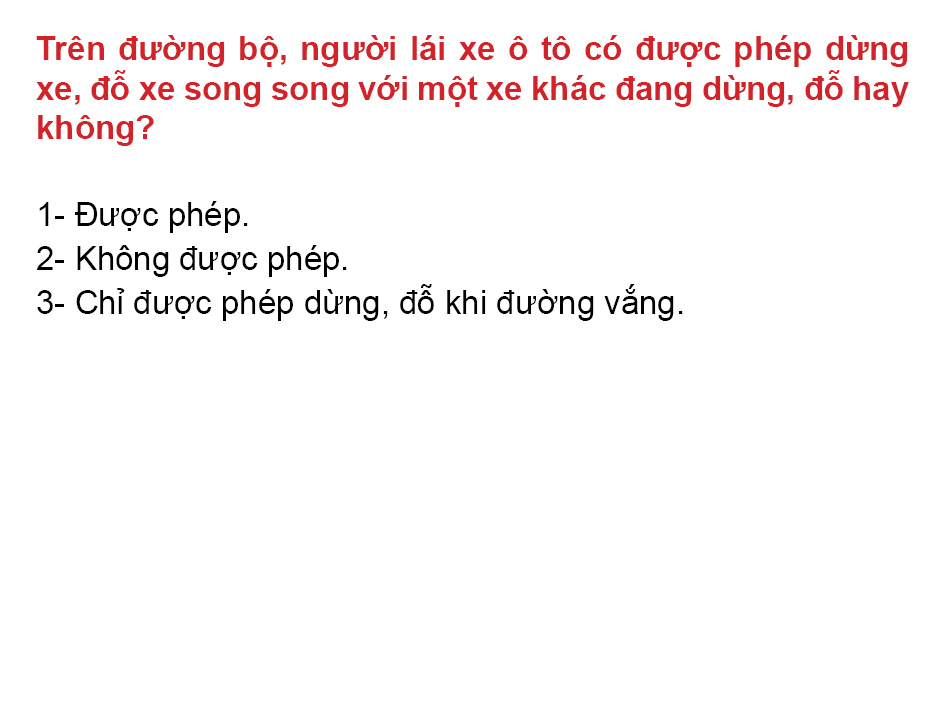 Trên đường bộ, người lái xe ô tô có được phép dừng
xe, đỗ xe song song với một xe khác đang dừng, đỗ hay
không?
1- Được phép.
2- Không được phép.
3- Chỉ được phép dừng, đỗ khi đường vắng.